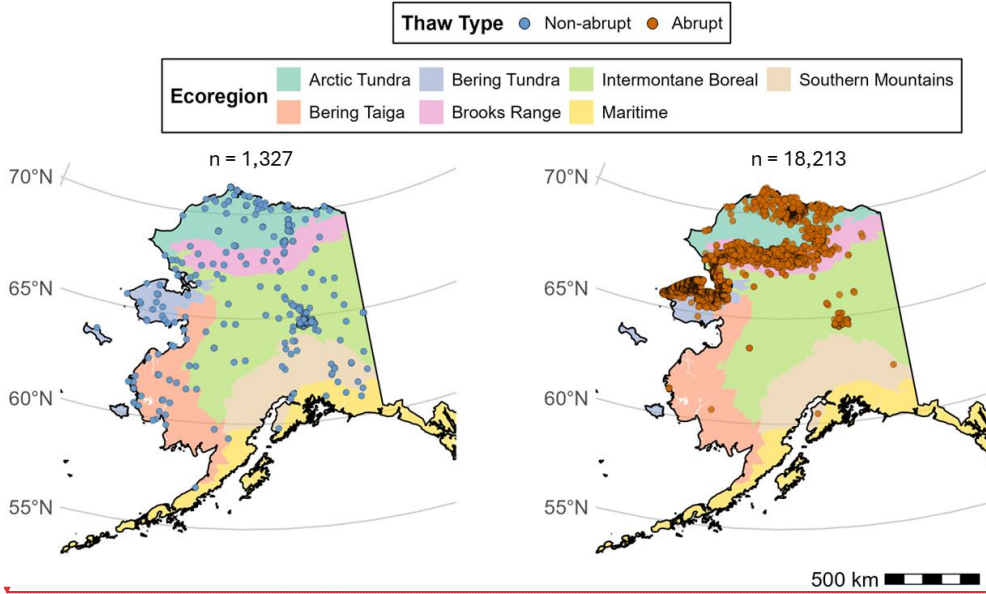 Thaw Type Non-abrupt Abrupt
Ecoregion Arctic Tundra Bering Tundra Intermontane Boreal Southern Mountains
Bering Taiga Brooks Range Maritime
n = 1,327 n = 18,213
70°N 70°N
65°N 65°N
60°N 60°N
55°N 55°N
500 km